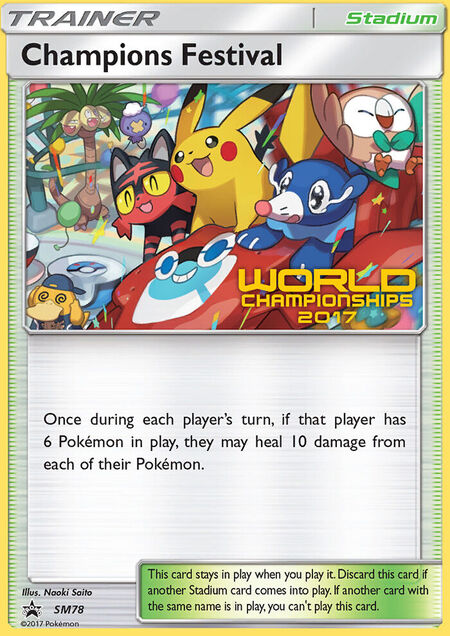 TRAINER Stadium
Champions Festival
WORLD
CHAMPIONSHIPS
2017
Once during each player's turn, if that player has
6 Pokémon in play, they may heal 10 damage from
each of their Pokémon.
This card stays in play when you play it. Discard this card if
another Stadium card comes into play. If another card with
the same name is in play, you can't play this card.
Illus. Naoki Saito
PROMO SM78
©2017 Pokémon